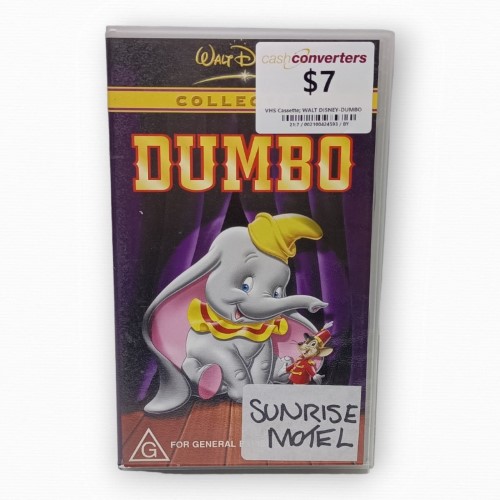 WALT D
cashconverters
$7
VHS Cassette, WALT DISNEY-DUMBO
COLLEC
DUMBO
SUNRISE
MOTEL
G
FOR GENERAL